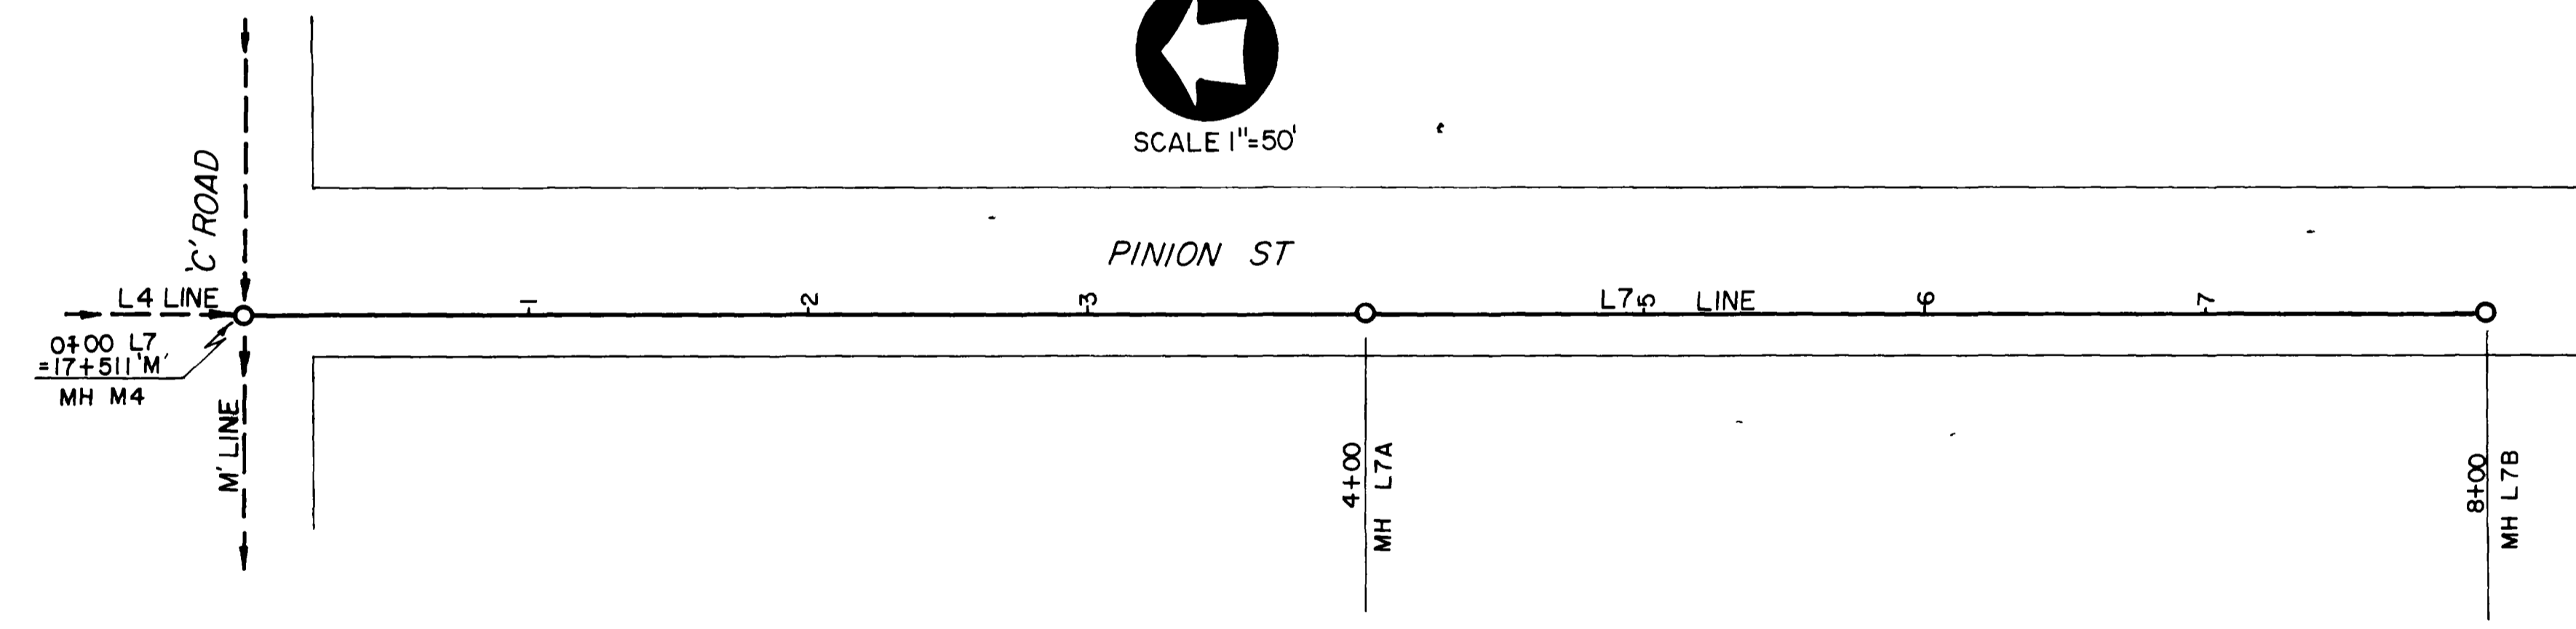 SCALE 1"=50'
'C' ROAD
PINION ST
L4 LINE
1
2
3
L7 5 LINE
6
7
0+00 L7
=17+511 'M'
MH M4
M' LINE
4+00
MH L7A
8+00
MH L7B